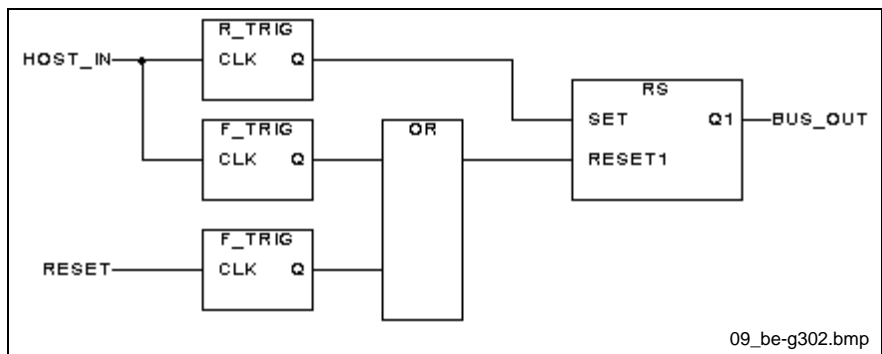 R_TRIG
HOST_IN
CLK Q
RS
SET Q1
BUS_OUT
F_TRIG
OR
CLK Q
RESET1
F_TRIG
RESET
CLK Q
09_be-g302.bmp